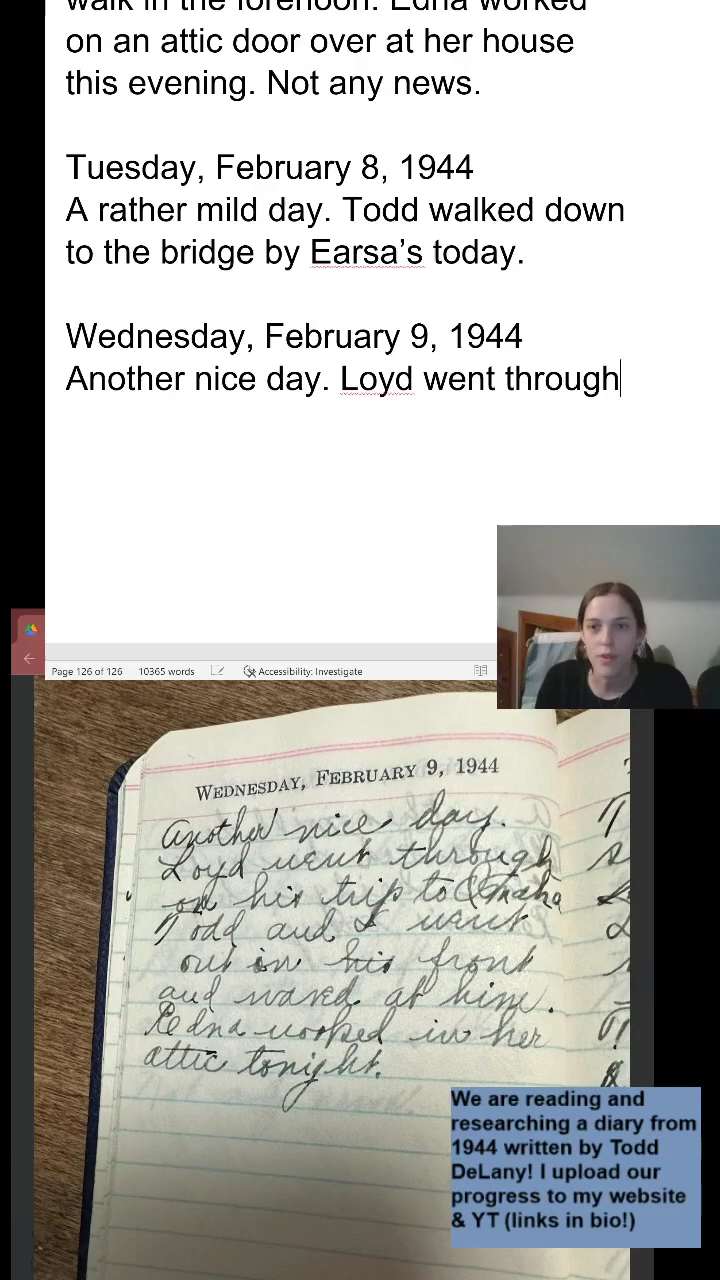 walk in the forenoon. Edna worked
on an attic door over at her house
this evening. Not any news.
Tuesday, February 8, 1944
A rather mild day. Todd walked down
to the bridge by Earsa's today.
Wednesday, February 9, 1944
Another nice day. Loyd went through
Page 126 of 126 10365 words Accessibility: Investigate
WEDNESDAY, FEBRUARY 9, 1944
Another nice day.
Loyd went through
on his trip to Omaha
Todd and I went
out in his front
and waved at him.
Edna worked in her
attic tonight.
We are reading and
researching a diary from
1944 written by Todd
DeLany! I upload our
progress to my website
& YT (links in bio!)